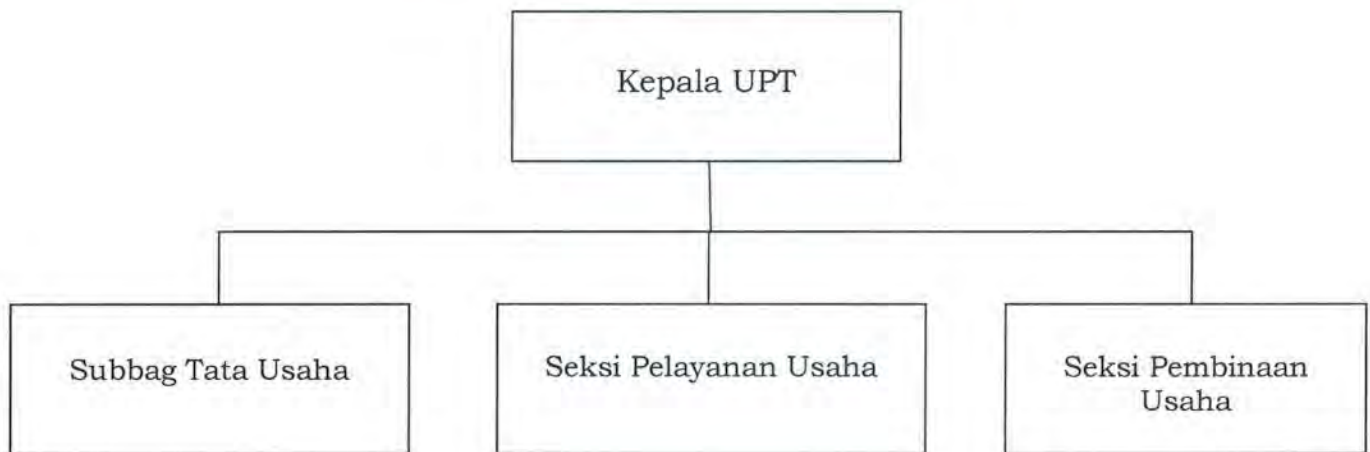 Kepala UPT
Subbag Tata Usaha
Seksi Pelayanan Usaha
Seksi Pembinaan
Usaha